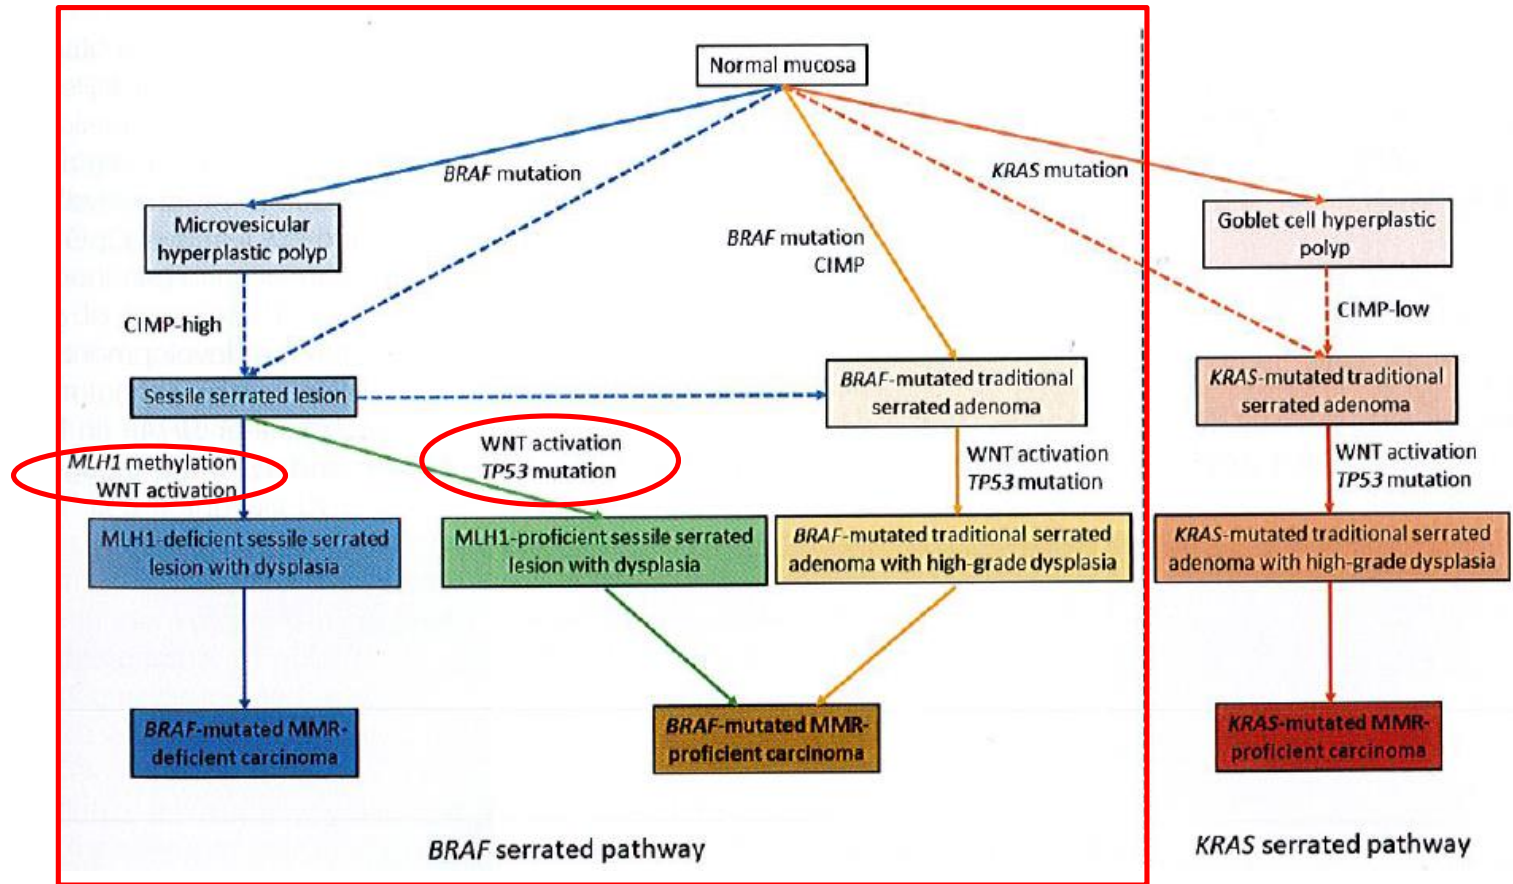 Normal mucosa
BRAF mutation
KRAS mutation
Microvesicular
hyperplastic polyp
BRAF mutation
CIMP
Goblet cell hyperplastic
polyp
CIMP-high
CIMP-low
Sessile serrated lesion
BRAF-mutated traditional
serrated adenoma
KRAS-mutated traditional
serrated adenoma
MLH1 methylation
WNT activation
WNT activation
TP53 mutation
WNT activation
TP53 mutation
WNT activation
TP53 mutation
MLH1-deficient sessile serrated
lesion with dysplasia
MLH1-proficient sessile serrated
lesion with dysplasia
BRAF-mutated traditional serrated
adenoma with high-grade dysplasia
KRAS-mutated traditional serrated
adenoma with high-grade dysplasia
BRAF-mutated MMR-
deficient carcinoma
BRAF-mutated MMR-
proficient carcinoma
KRAS-mutated MMR-
proficient carcinoma
BRAF serrated pathway
KRAS serrated pathway